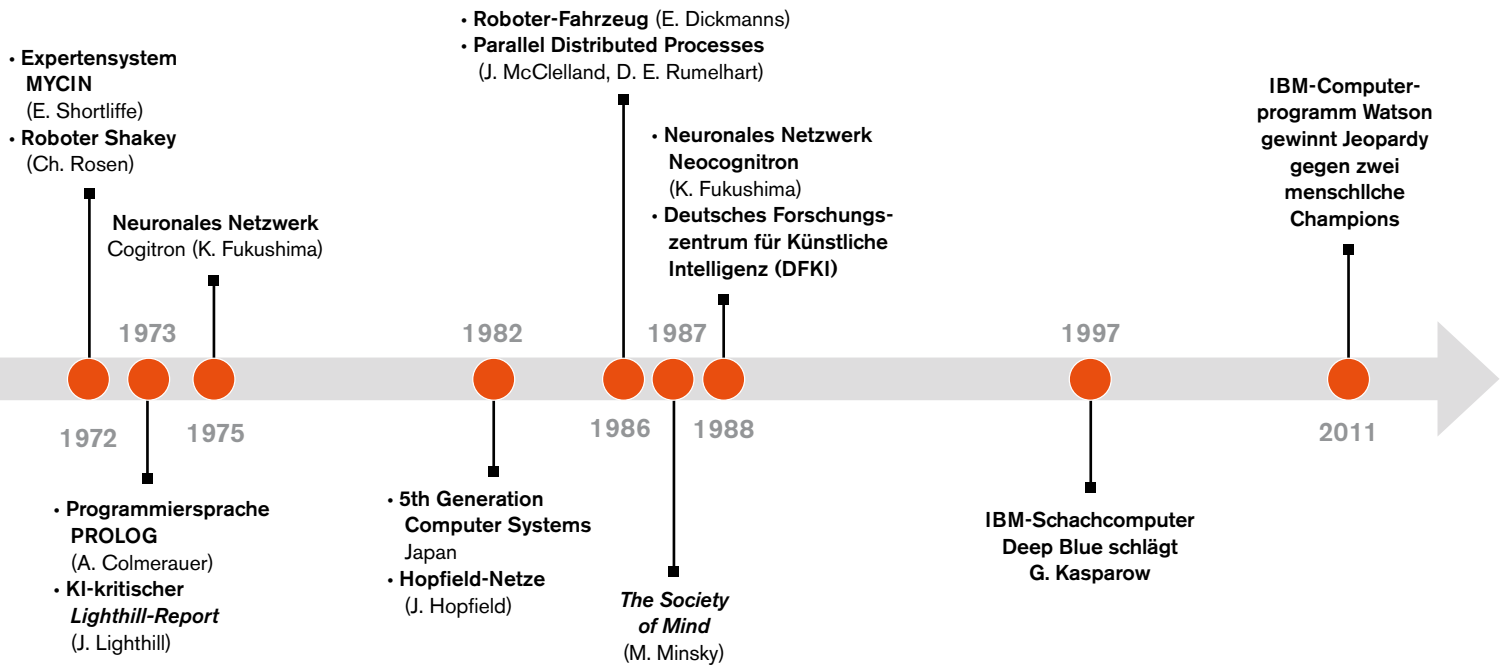 • Expertensystem
MYCIN
(E. Shortliffe)
• Roboter Shakey
(Ch. Rosen)
1972
1973
• Programmiersprache
PROLOG
(A. Colmerauer)
• KI-kritischer
Lighthill-Report
(J. Lighthill)
Neuronales Netzwerk
Cogitron (K. Fukushima)
1975
1982
• 5th Generation
Computer Systems
Japan
• Hopfield-Netze
(J. Hopfield)
• Roboter-Fahrzeug (E. Dickmanns)
• Parallel Distributed Processes
(J. McClelland, D. E. Rumelhart)
1986
1987
The Society
of Mind
(M. Minsky)
• Neuronales Netzwerk
Neocognitron
(K. Fukushima)
• Deutsches Forschungs-
zentrum für Künstliche
Intelligenz (DFKI)
1988
1997
IBM-Schachcomputer
Deep Blue schlägt
G. Kasparow
IBM-Computer-
programm Watson
gewinnt Jeopardy
gegen zwei
menschlIche
Champions
2011